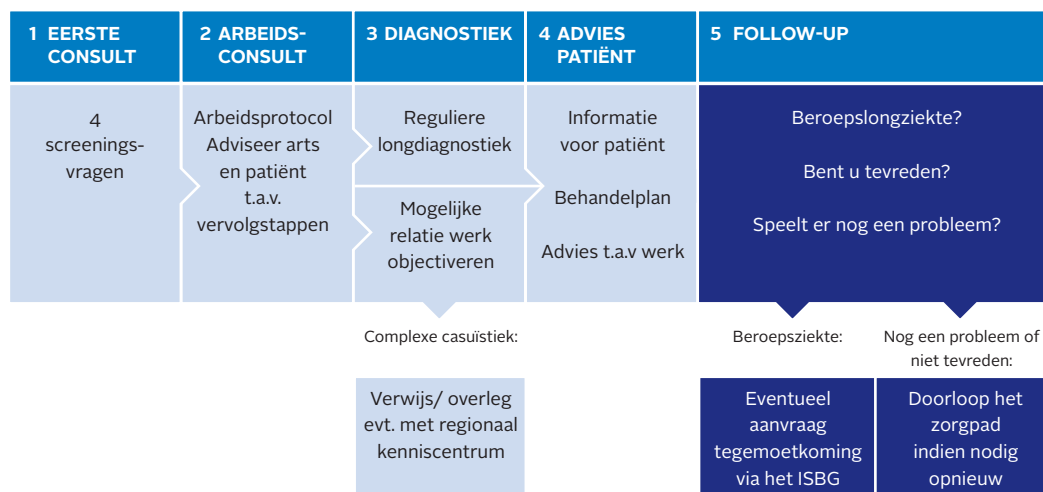 1 EERSTE
CONSULT
2 ARBEIDS-
CONSULT
3 DIAGNOSTIEK
4 ADVIES
PATIËNT
5 FOLLOW-UP
4
screenings-
vragen
Arbeidsprotocol
Adviseer arts
en patiënt
t.a.v.
vervolgstappen
Reguliere
longdiagnostiek
Mogelijke
relatie werk
objectiveren
Informatie
voor patiënt
Behandelplan
Advies t.a.v werk
Beroepslongziekte?
Bent u tevreden?
Speelt er nog een probleem?
Complexe casuïstiek:
Verwijs/ overleg
evt. met regionaal
kenniscentrum
Beroepsziekte:
Eventueel
aanvraag
tegemoetkoming
via het ISBG
Nog een probleem of
niet tevreden:
Doorloop het
zorgpad
indien nodig
opnieuw